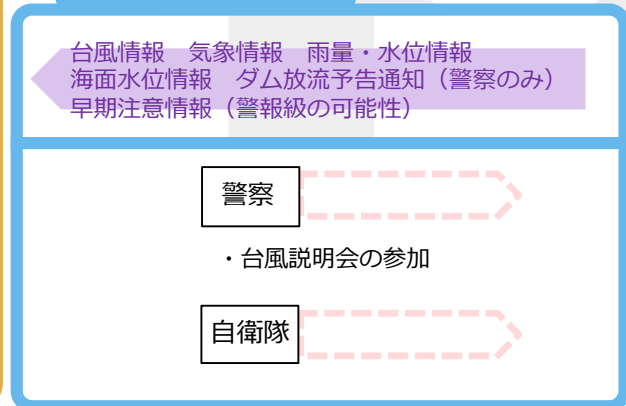 台風情報　気象情報　雨量・水位情報
海面水位情報　ダム放流予告通知（警察のみ）
早期注意情報（警報級の可能性）
警察
・台風説明会の参加
自衛隊